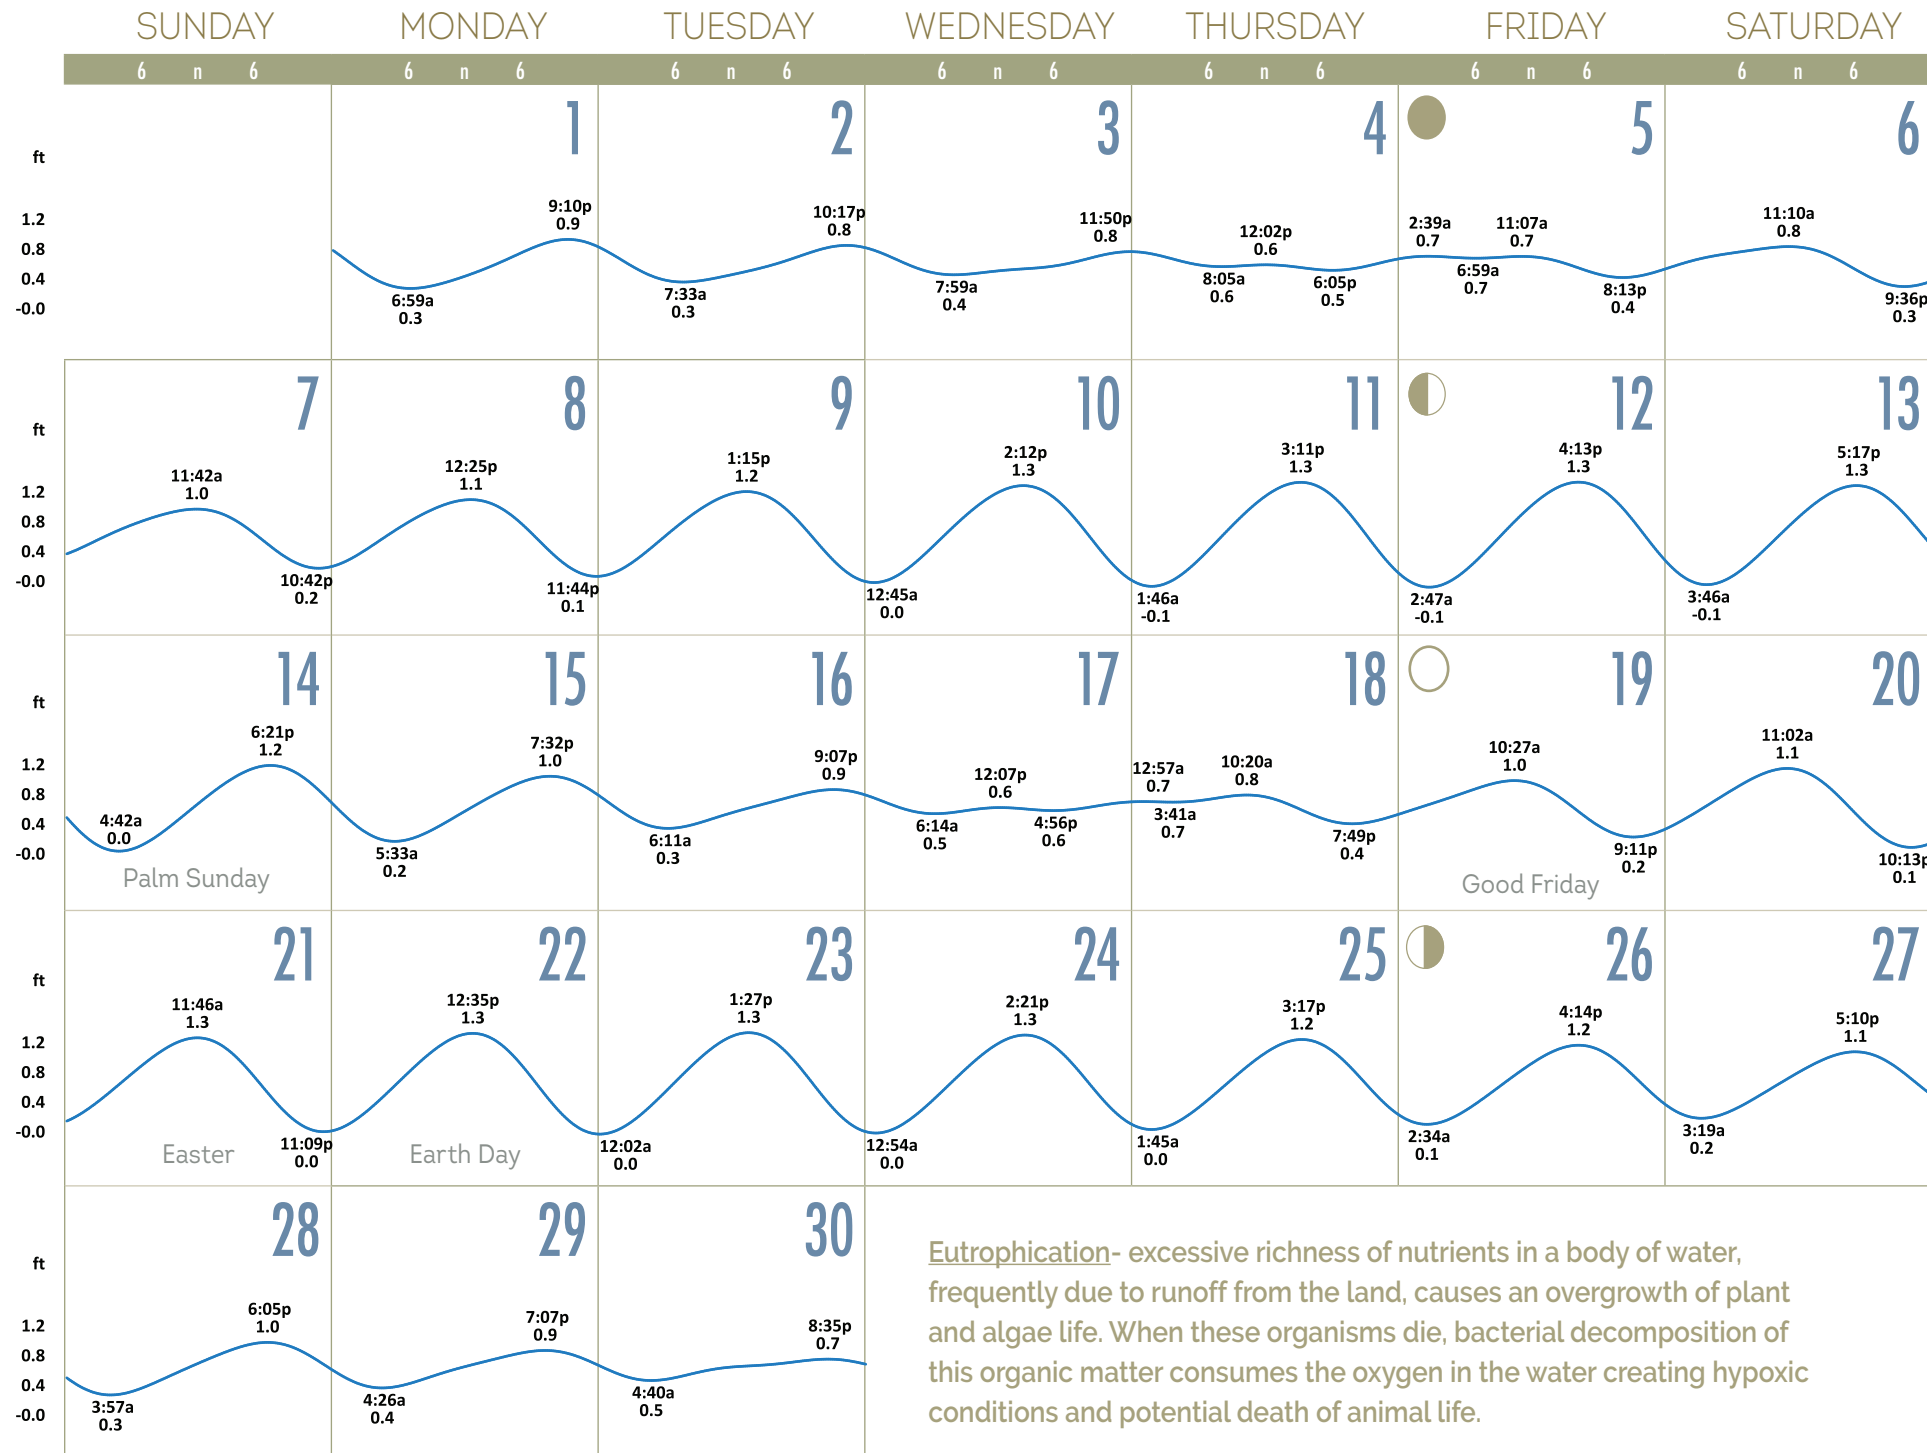 SUNDAY MONDAY TUESDAY WEDNESDAY THURSDAY FRIDAY SATURDAY
6 n 6 6 n 6 6 n 6 6 n 6 6 n 6 6 n 6 6 n 6
1 2 3 4 5 6
ft
1.2
0.8
0.4
-0.0
6:59a
0.3
9:10p
0.9
7:33a
0.3
10:17p
0.8
7:59a
0.4
11:50p
0.8
8:05a
0.6
12:02p
0.6
6:05p
0.5
2:39a
0.7
6:59a
0.7
11:07a
0.7
8:13p
0.4
11:10a
0.8
9:36p
0.3
7 8 9 10 11 12 13
ft
1.2
0.8
0.4
-0.0
11:42a
1.0
10:42p
0.2
12:25p
1.1
11:44p
0.1
1:15p
1.2
12:45a
0.0
2:12p
1.3
1:46a
-0.1
3:11p
1.3
2:47a
-0.1
4:13p
1.3
3:46a
-0.1
5:17p
1.3
14 15 16 17 18 19 20
ft
1.2
0.8
0.4
-0.0
4:42a
0.0
6:21p
1.2
Palm Sunday
5:33a
0.2
7:32p
1.0
6:11a
0.3
9:07p
0.9
6:14a
0.5
12:07p
0.6
4:56p
0.6
12:57a
0.7
3:41a
0.7
10:20a
0.8
7:49p
0.4
10:27a
1.0
9:11p
0.2
Good Friday
11:02a
1.1
10:13p
0.1
21 22 23 24 25 26 27
ft
1.2
0.8
0.4
-0.0
11:46a
1.3
11:09p
0.0
Easter
12:35p
1.3
Earth Day
12:02a
0.0
1:27p
1.3
12:54a
0.0
2:21p
1.3
1:45a
0.0
3:17p
1.2
2:34a
0.1
4:14p
1.2
3:19a
0.2
5:10p
1.1
28 29 30
ft
1.2
0.8
0.4
-0.0
3:57a
0.3
6:05p
1.0
4:26a
0.4
7:07p
0.9
4:40a
0.5
8:35p
0.7
Eutrophication- excessive richness of nutrients in a body of water,
frequently due to runoff from the land, causes an overgrowth of plant
and algae life. When these organisms die, bacterial decomposition of
this organic matter consumes the oxygen in the water creating hypoxic
conditions and potential death of animal life.